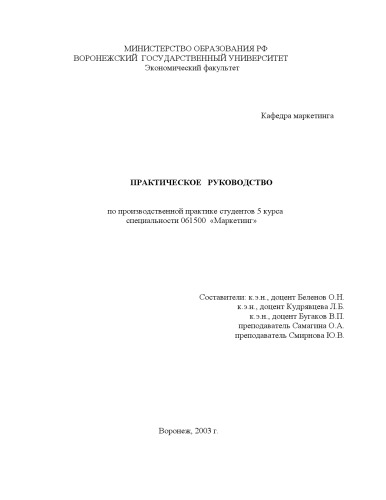 МИНИСТЕРСТВО ОБРАЗОВАНИЯ РФ
ВОРОНЕЖСКИЙ ГОСУДАРСТВЕННЫЙ УНИВЕРСИТЕТ
Экономический факультет
Кафедра маркетинга
ПРАКТИЧЕСКОЕ РУКОВОДСТВО
по производственной практике студентов 5 курса
специальности 061500 «Маркетинг»
Составители: к.э.н., доцент Беленов О.Н.
к.э.н., доцент Кудрявцева Л.Б.
к.э.н., доцент Бугаков В.П.
преподаватель Самагина О.А.
преподаватель Смирнова Ю.В.
Воронеж, 2003 г.